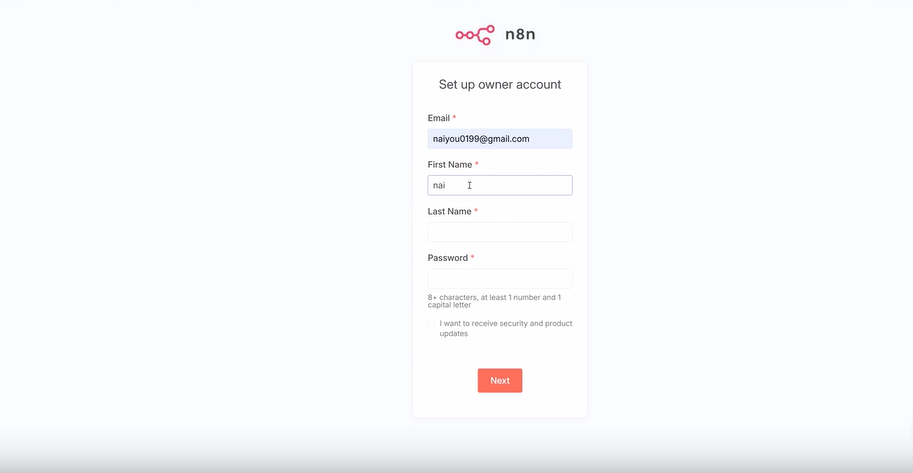 n8n
Set up owner account
Email *
naiyou0199@gmail.com
First Name *
nai
Last Name *
Password *
8+ characters, at least 1 number and 1
capital letter
I want to receive security and product
updates
Next